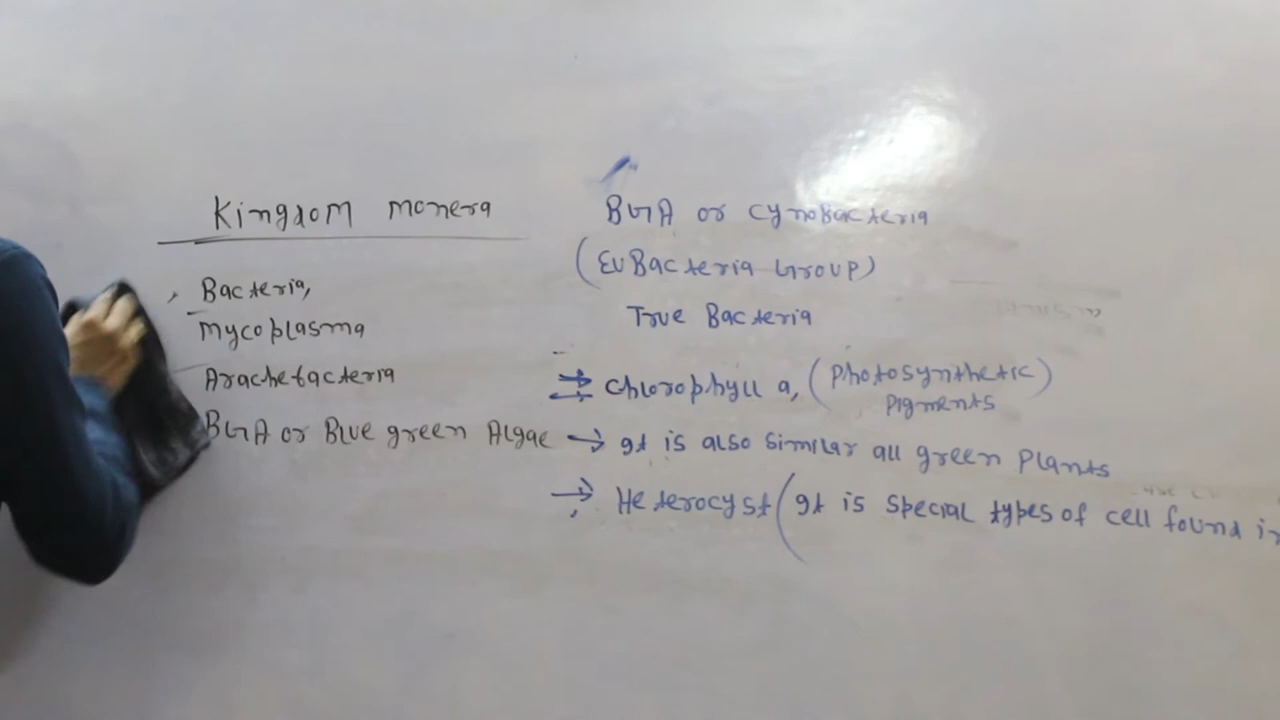 Kingdom monera
Bacteria,
Mycoplasma
Arachebacteria
BGA or Blue green Algae
BGA or cynoBacteria
(EuBacteria Group)
True Bacteria
⇒ chlorophyll a, (Photosynthetic)
Pigments
→ It is also similar all green Plants
→ Heterocyst (It is special types of cell found in